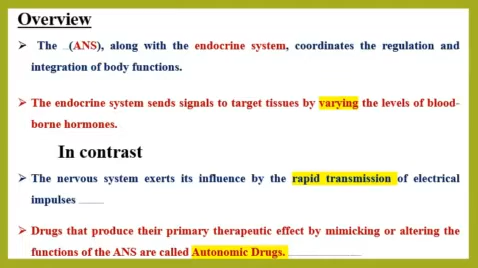 Overview
➢ The ...(ANS), along with the endocrine system, coordinates the regulation and
integration of body functions.
➢ The endocrine system sends signals to target tissues by varying the levels of blood-
borne hormones.
In contrast
➢ The nervous system exerts its influence by the rapid transmission of electrical
impulses ..............
➢ Drugs that produce their primary therapeutic effect by mimicking or altering the
functions of the ANS are called Autonomic Drugs. ..............................